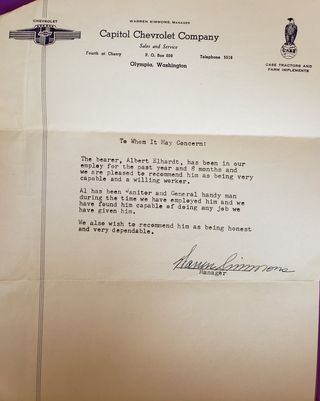 CHEVROLET
WARREN SIMMONS, MANAGER
Capitol Chevrolet Company
Sales and Service
Fourth at Cherry
P. O. Box 609
Telephone 5516
Olympia, Washington
CASE
CASE TRACTORS AND
FARM IMPLEMENTS
To Whom It May Concern:
The bearer, Albert Elhardt, has been in our
employ for the past year and 8 months and
we are pleased to recommend him as being very
capable and a willing worker.
Al has been Janiter and General handy man
during the time we have employed him and we
have found him capable of doing any job we
have given him.
We also wish to recommend him as being honest
and very dependable.
Warren Simmons
Manager